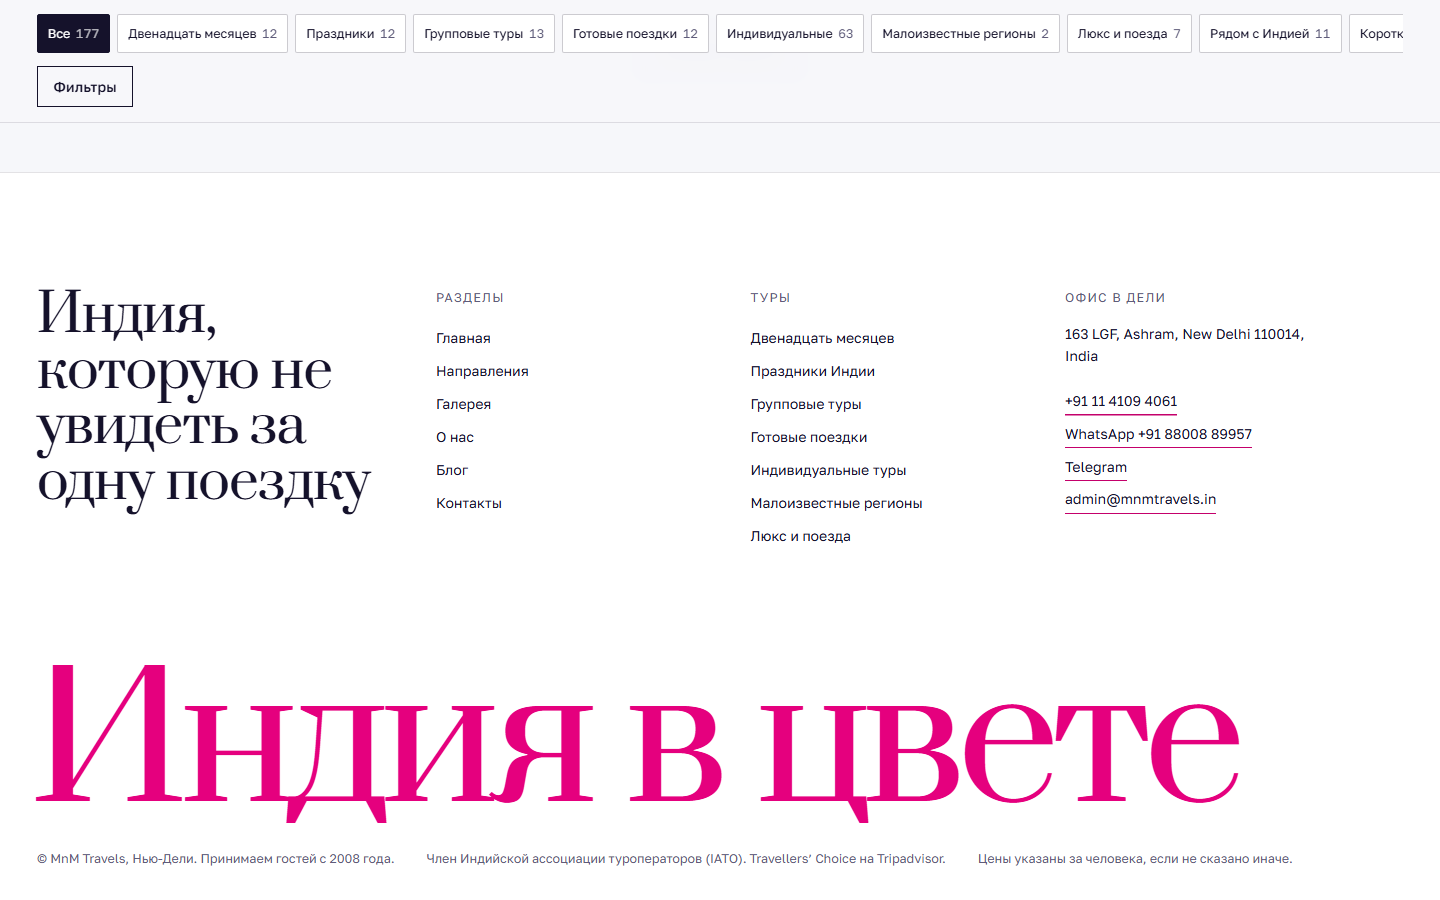 Все 177 Двенадцать месяцев 12 Праздники 12 Групповые туры 13 Готовые поездки 12 Индивидуальные 63 Малоизвестные регионы 2 Люкс и поезда 7 Рядом с Индией 11 Коротк
Фильтры
Индия,
которую не
увидеть за
одну поездку
РАЗДЕЛЫ
Главная
Направления
Галерея
О нас
Блог
Контакты
ТУРЫ
Двенадцать месяцев
Праздники Индии
Групповые туры
Готовые поездки
Индивидуальные туры
Малоизвестные регионы
Люкс и поезда
ОФИС В ДЕЛИ
163 LGF, Ashram, New Delhi 110014,
India
+91 11 4109 4061
WhatsApp +91 88008 89957
Telegram
admin@mnmtravels.in
Индия в цвете
© MnM Travels, Нью-Дели. Принимаем гостей с 2008 года. Член Индийской ассоциации туроператоров (IATO). Travellers’ Choice на Tripadvisor. Цены указаны за человека, если не сказано иначе.